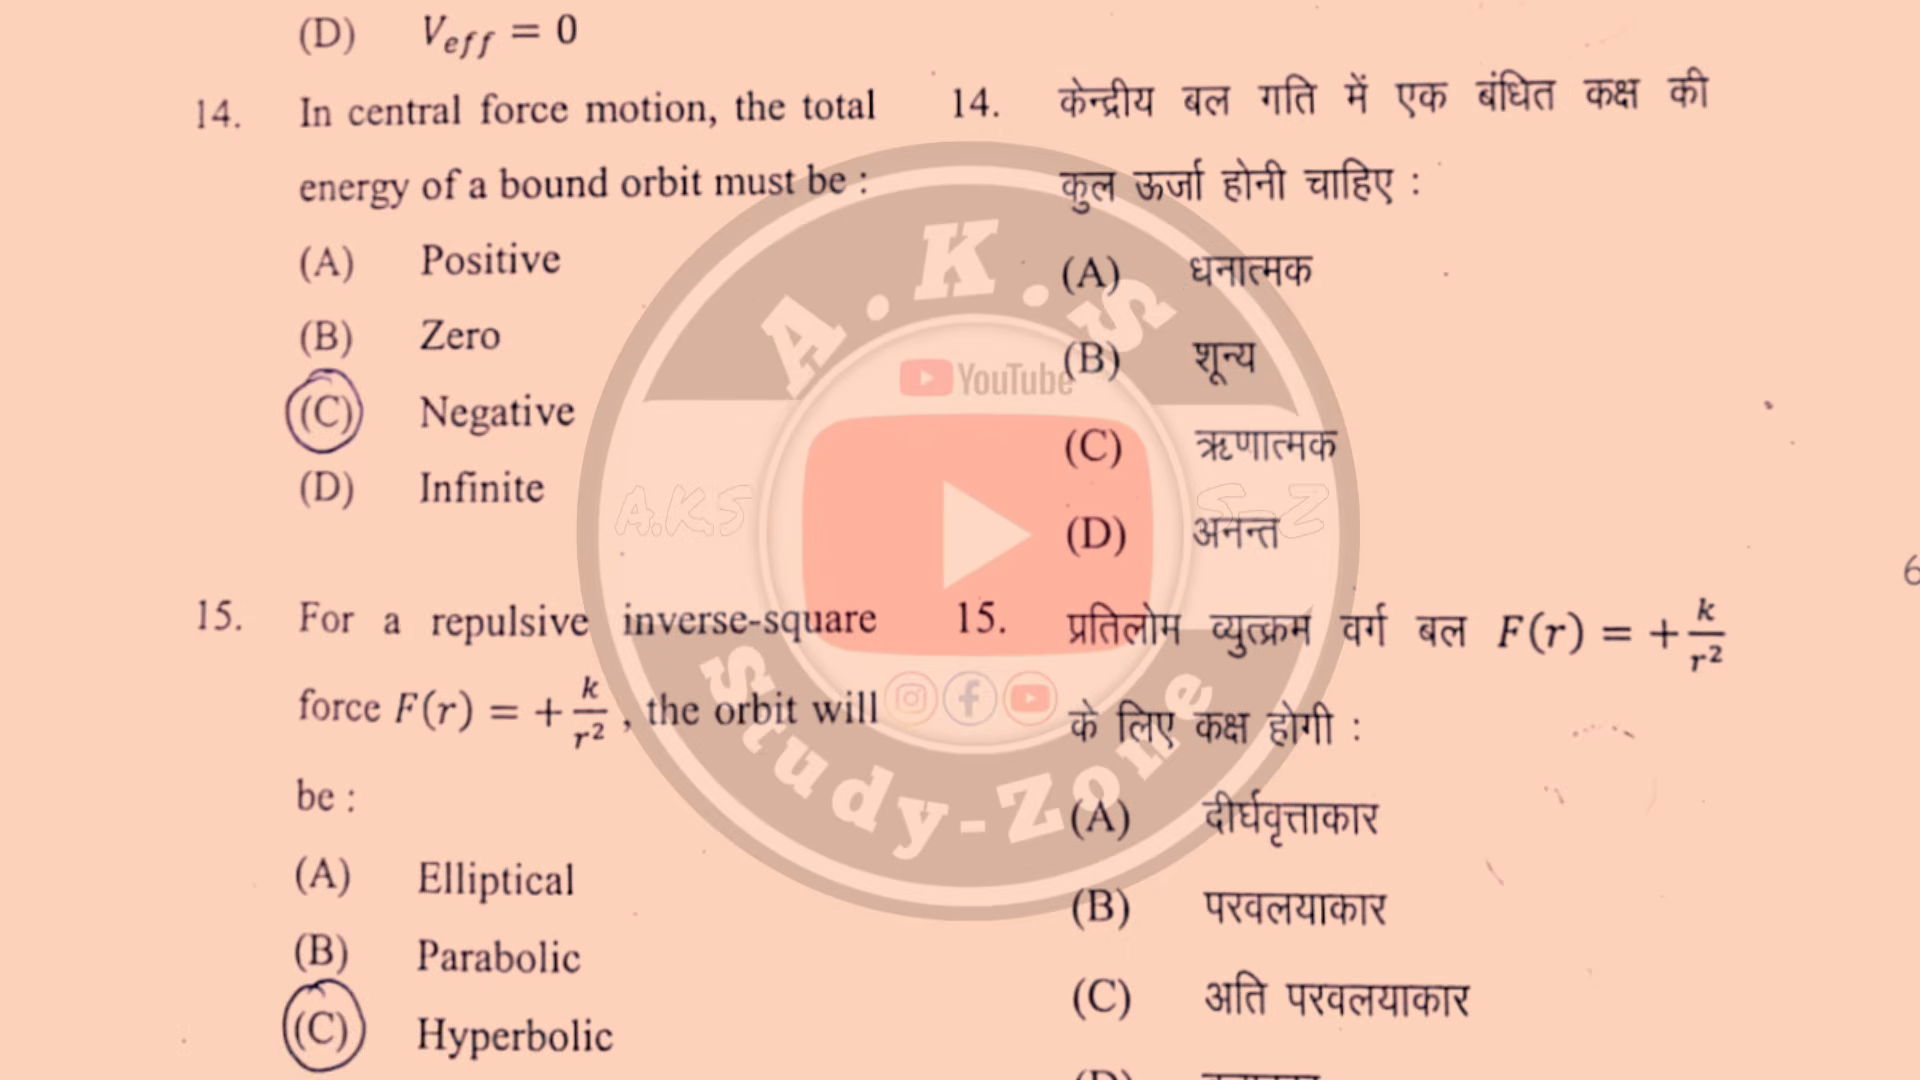 (D) V_eff = 0
14. In central force motion, the total
energy of a bound orbit must be :
(A) Positive
(B) Zero
(C) Negative
(D) Infinite
15. For a repulsive inverse-square
force F(r) = + k/r², the orbit will
be :
(A) Elliptical
(B) Parabolic
(C) Hyperbolic
14. केन्द्रीय बल गति में एक बंधित कक्ष की
कुल ऊर्जा होनी चाहिए :
(A) धनात्मक
(B) शून्य
(C) ऋणात्मक
(D) अनन्त
15. प्रतिलोम व्युत्क्रम वर्ग बल F(r) = + k/r²
के लिए कक्ष होगी :
(A) दीर्घवृत्ताकार
(B) परवलयाकार
(C) अति परवलयाकार
(D)
6
A.K.S
YouTube
A.K.S S-Z
Study-Zone